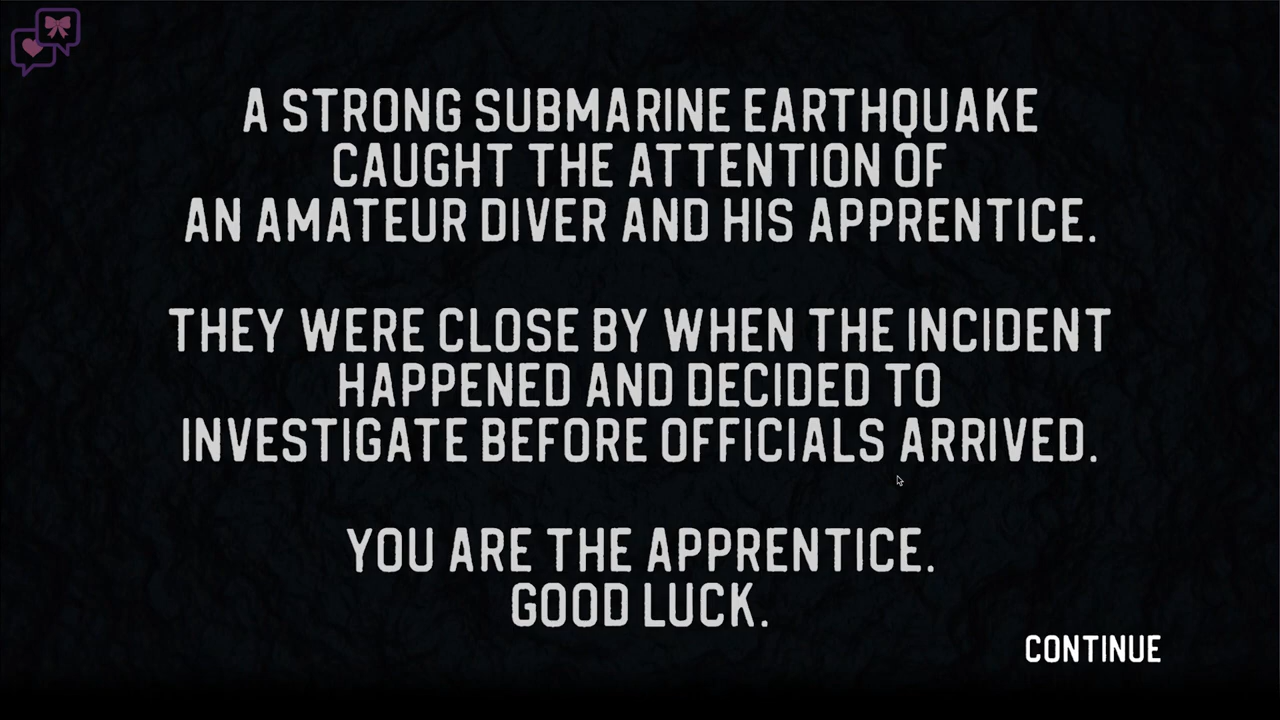 A STRONG SUBMARINE EARTHQUAKE
CAUGHT THE ATTENTION OF
AN AMATEUR DIVER AND HIS APPRENTICE.
THEY WERE CLOSE BY WHEN THE INCIDENT
HAPPENED AND DECIDED TO
INVESTIGATE BEFORE OFFICIALS ARRIVED.
YOU ARE THE APPRENTICE.
GOOD LUCK.
CONTINUE